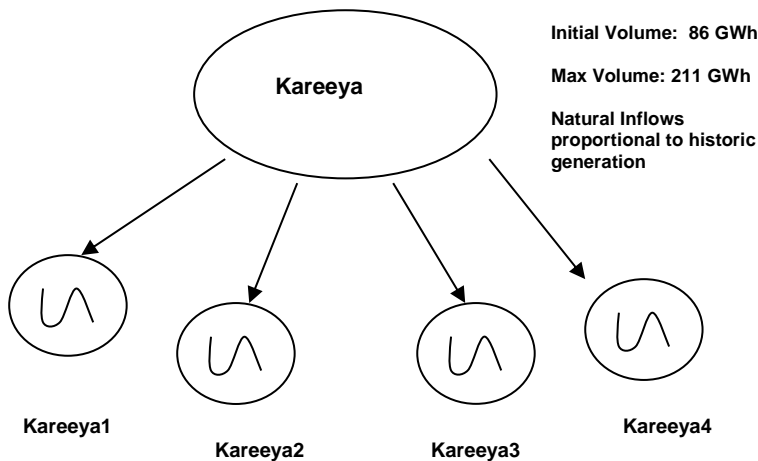 Kareeya
Initial Volume: 86 GWh
Max Volume: 211 GWh
Natural Inflows
proportional to historic
generation
Kareeya1
Kareeya2
Kareeya3
Kareeya4